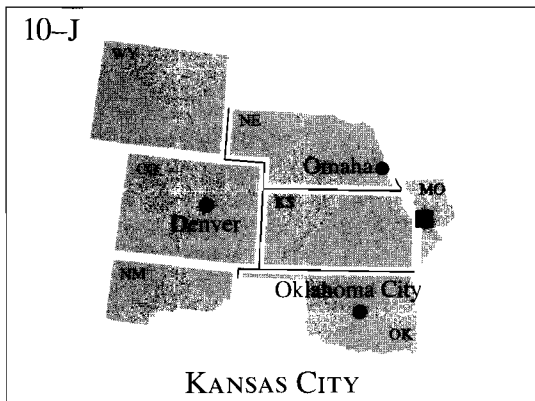 10–J
WY
NE
Omaha
CO
MO
KS
Denver
NM
Oklahoma City
OK
KANSAS CITY